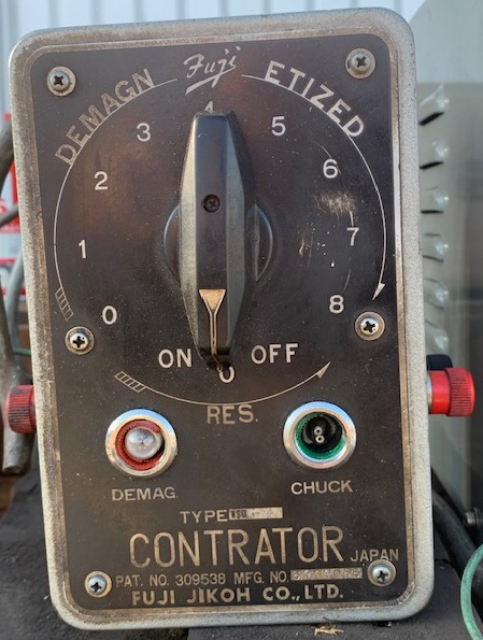 Fuji
DEMAGN ETIZED
4
3 5
2 6
1 7
0 8
ON 0 OFF
RES.
DEMAG. CHUCK
TYPE
CONTRATOR JAPAN
PAT. NO. 309538 MFG. NO.
FUJI JIKOH CO., LTD.